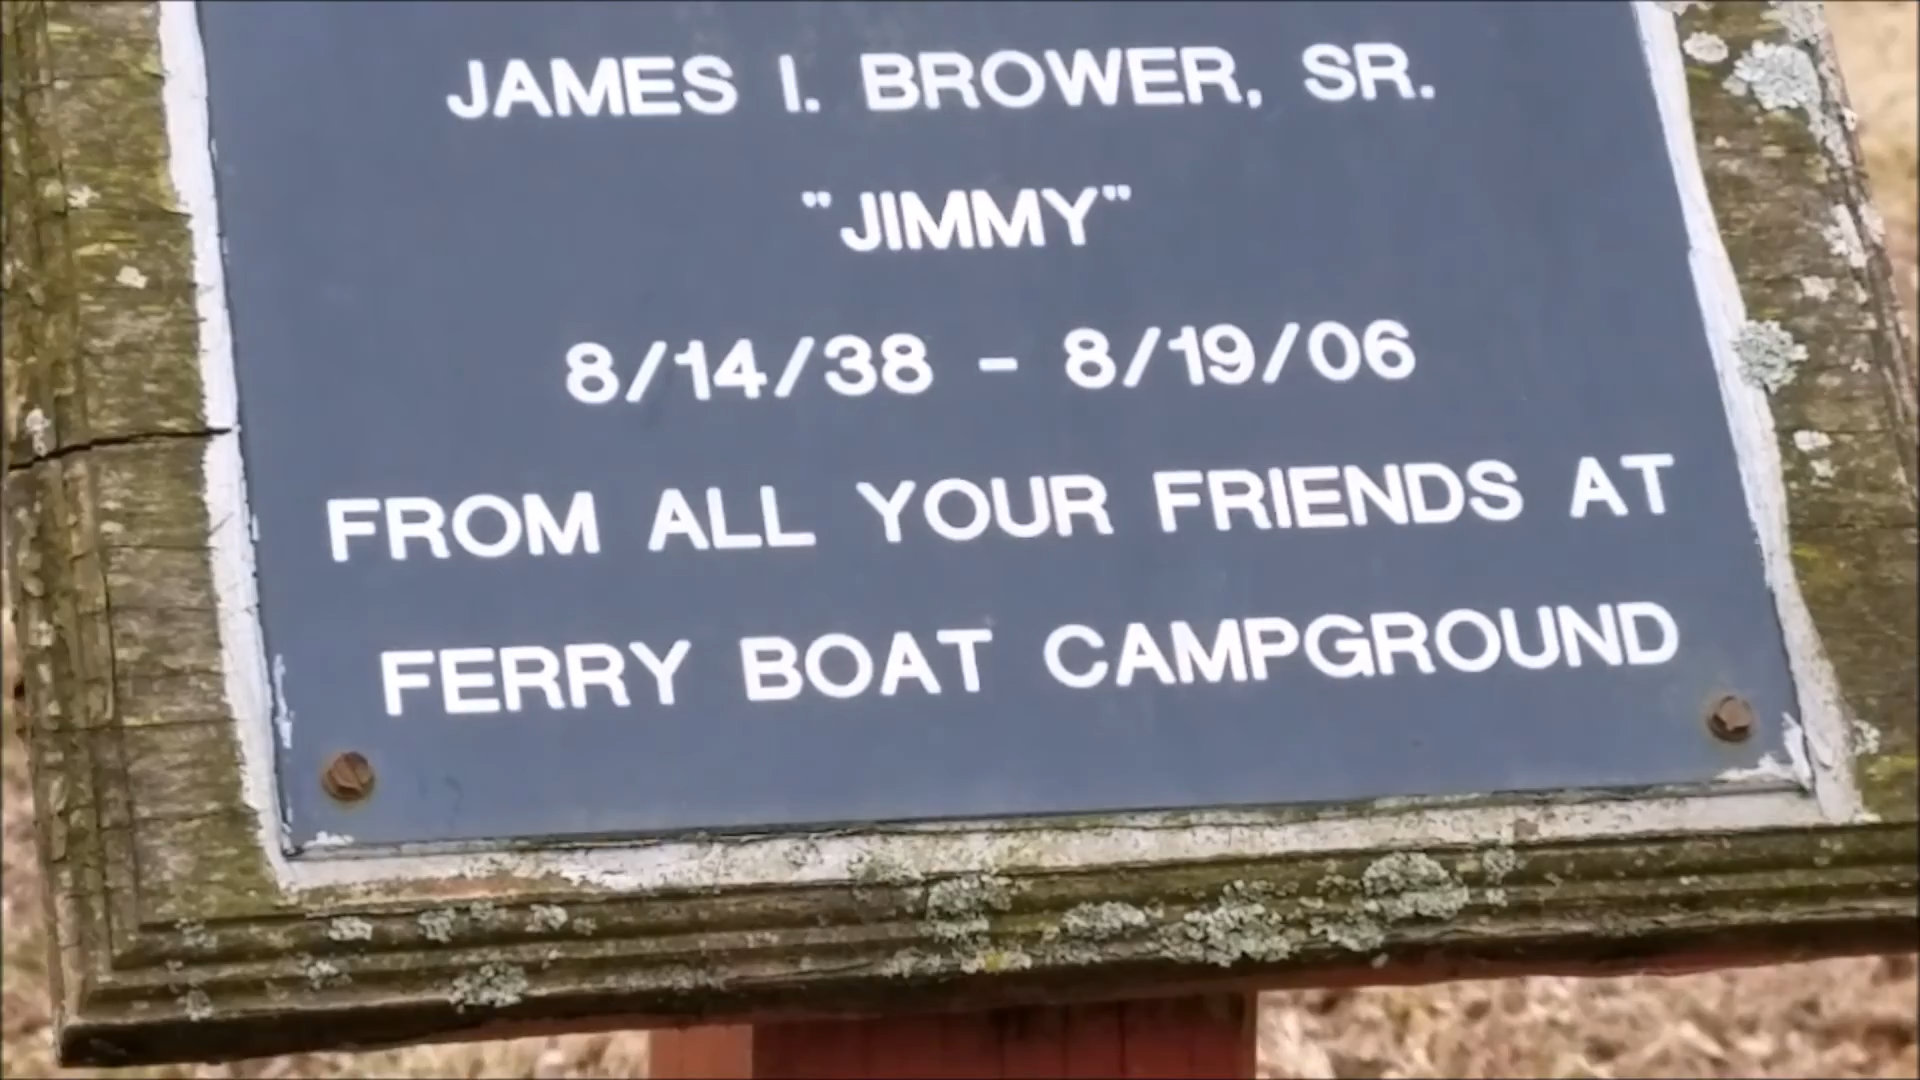 JAMES I. BROWER, SR.
"JIMMY"
8/14/38 - 8/19/06
FROM ALL YOUR FRIENDS AT
FERRY BOAT CAMPGROUND